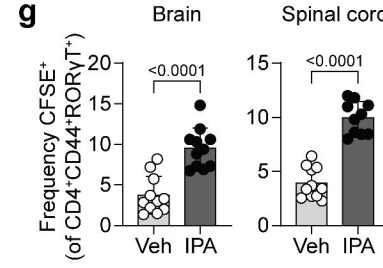 g
Brain
Spinal cord
Frequency CFSE⁺
(of CD4⁺CD44⁺RORγT⁺)
<0.0001
<0.0001
20
15
10
5
0
15
10
5
0
Veh IPA
Veh IPA